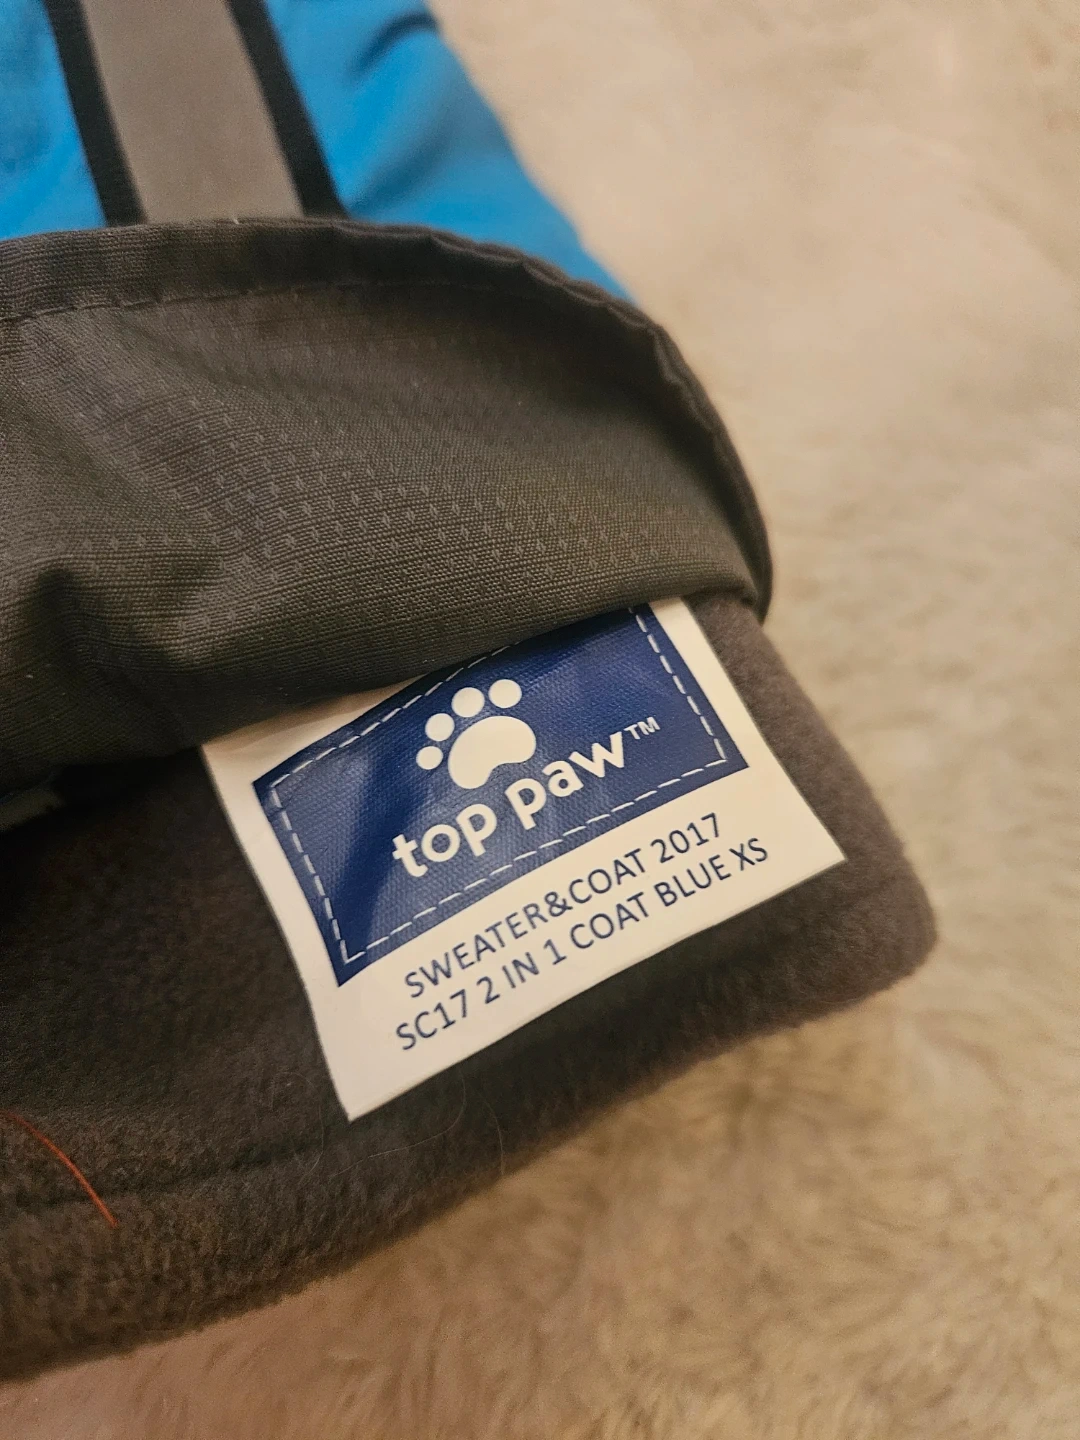 top paw™
SWEATER&COAT 2017
SC17 2 IN 1 COAT BLUE XS